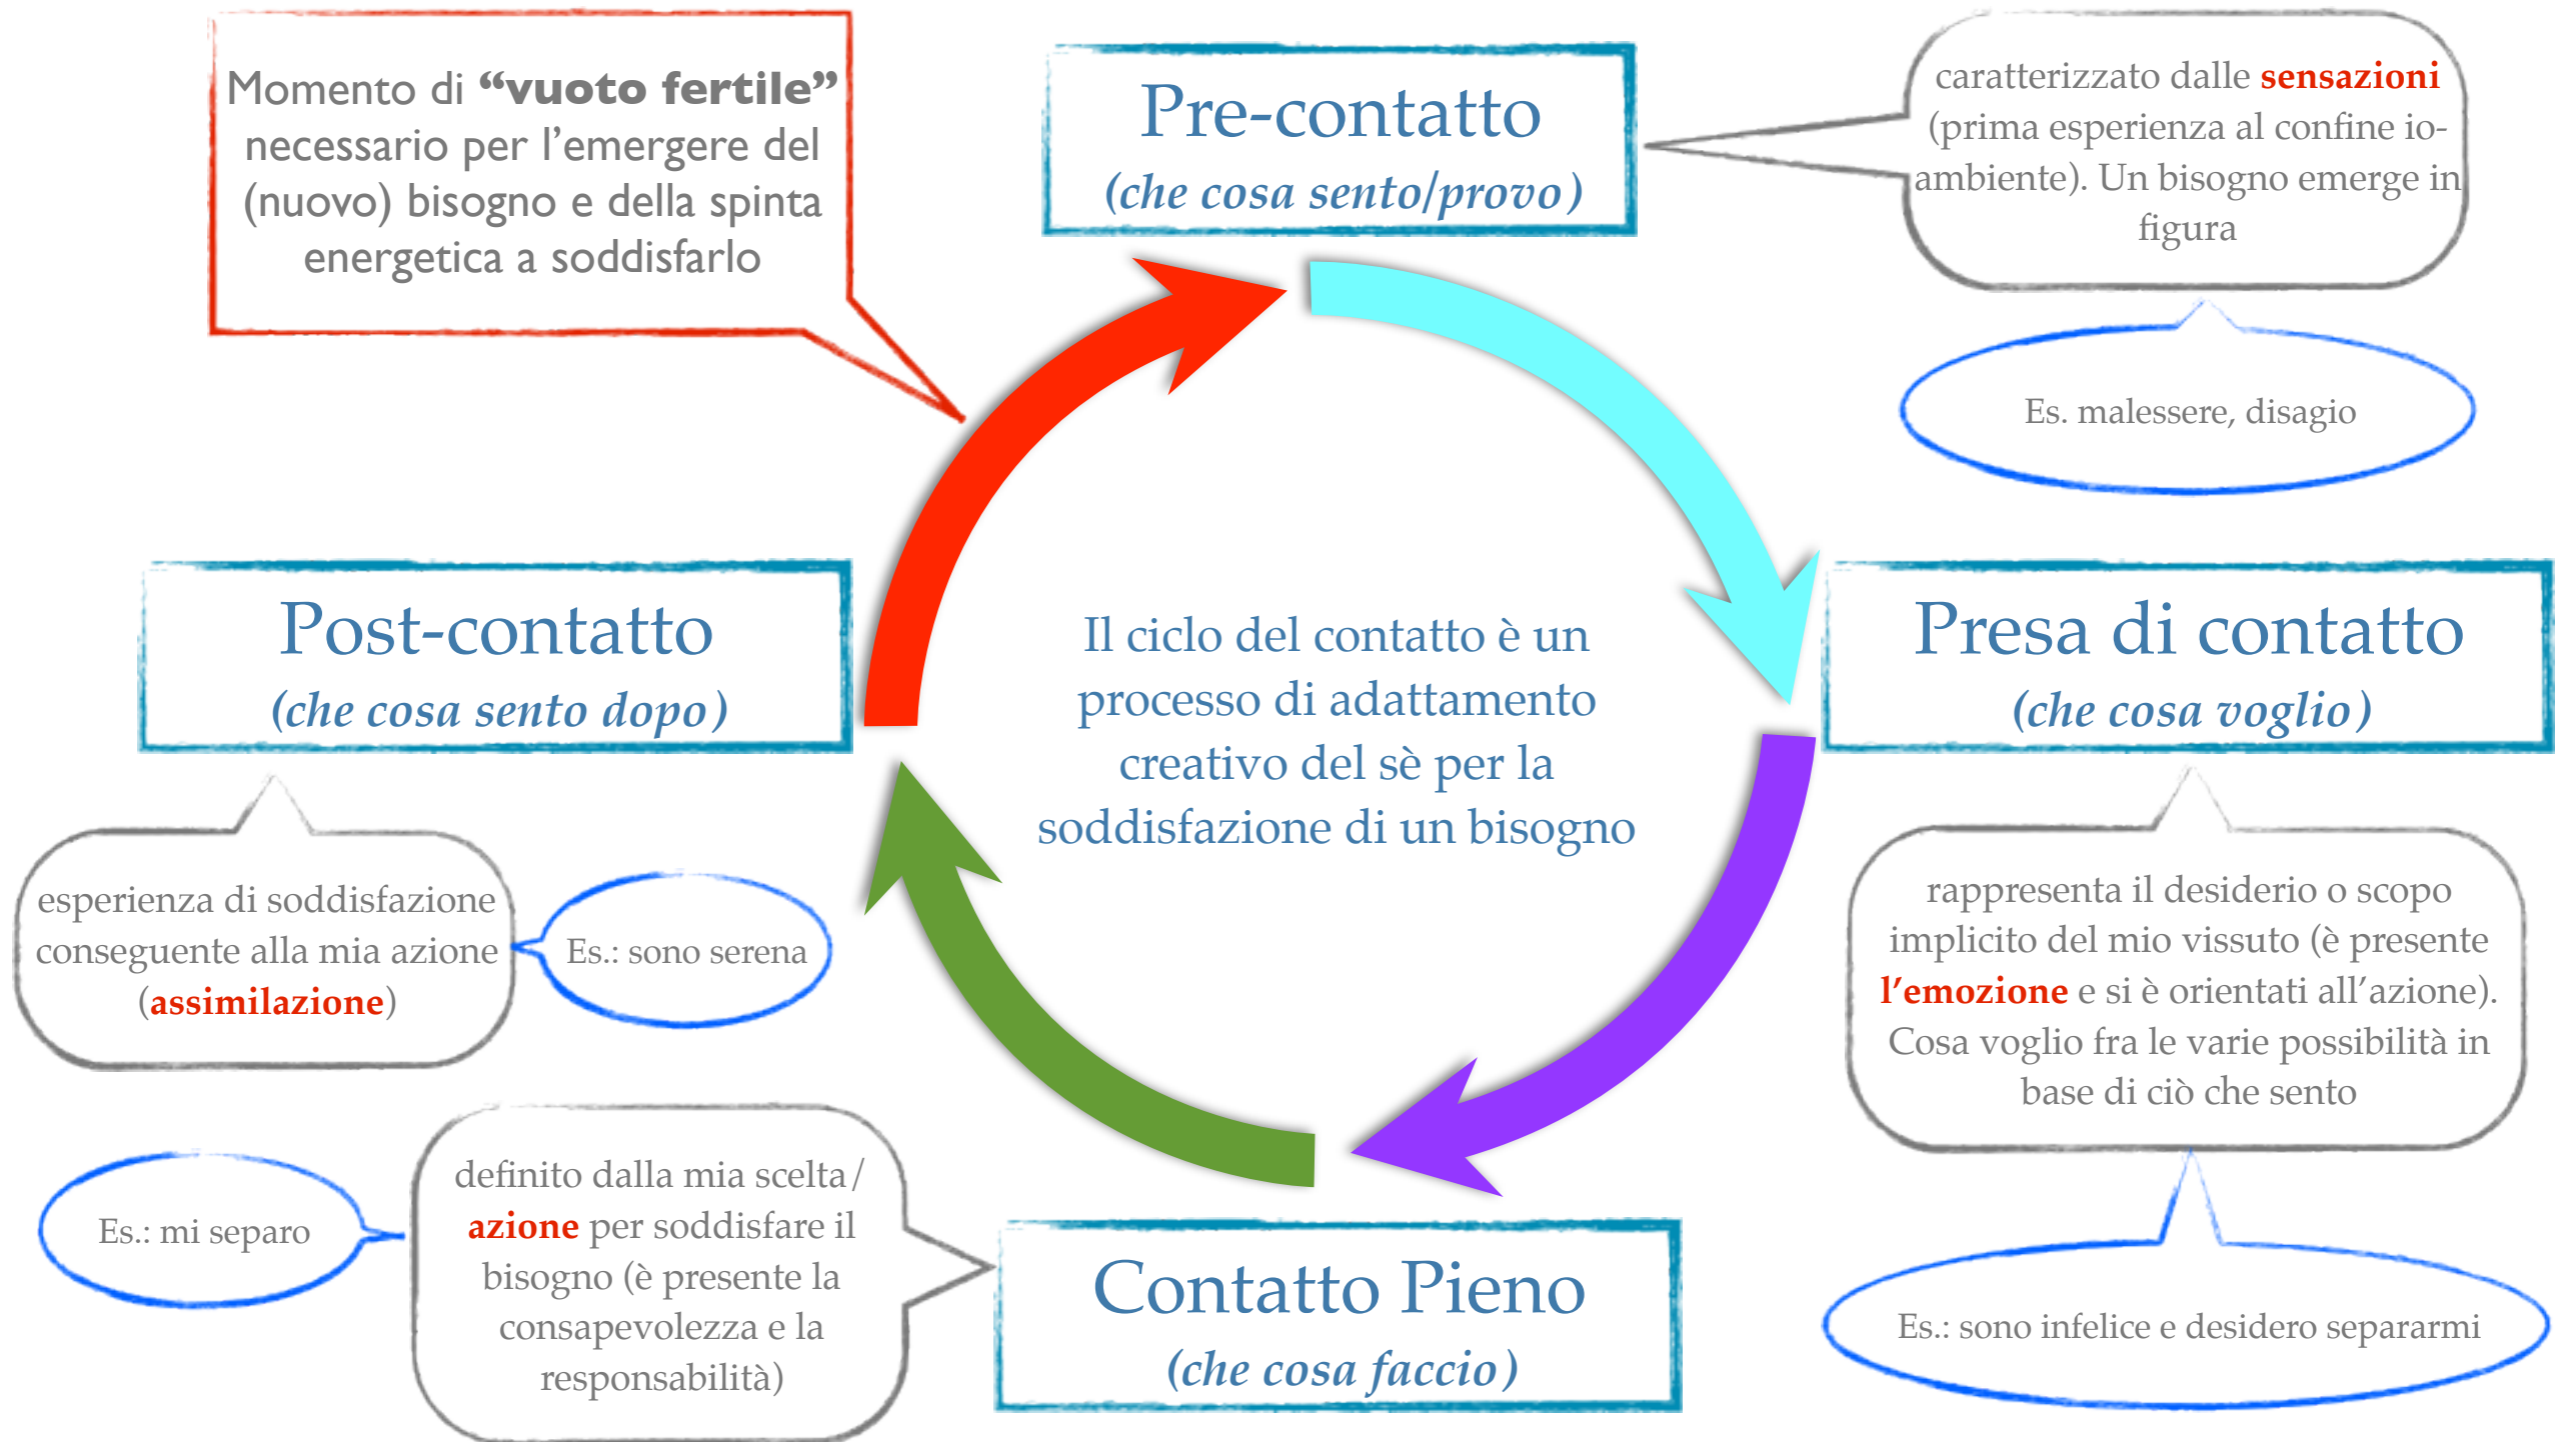 Momento di “vuoto fertile”
necessario per l’emergere del
(nuovo) bisogno e della spinta
energetica a soddisfarlo
Pre-contatto
(che cosa sento/provo)
caratterizzato dalle sensazioni
(prima esperienza al confine io-
ambiente). Un bisogno emerge in
figura
Es. malessere, disagio
Post-contatto
(che cosa sento dopo)
Il ciclo del contatto è un
processo di adattamento
creativo del sè per la
soddisfazione di un bisogno
Presa di contatto
(che cosa voglio)
esperienza di soddisfazione
conseguente alla mia azione
(assimilazione)
Es.: sono serena
rappresenta il desiderio o scopo
implicito del mio vissuto (è presente
l’emozione e si è orientati all’azione).
Cosa voglio fra le varie possibilità in
base di ciò che sento
Es.: mi separo
definito dalla mia scelta/
azione per soddisfare il
bisogno (è presente la
consapevolezza e la
responsabilità)
Contatto Pieno
(che cosa faccio)
Es.: sono infelice e desidero separarmi